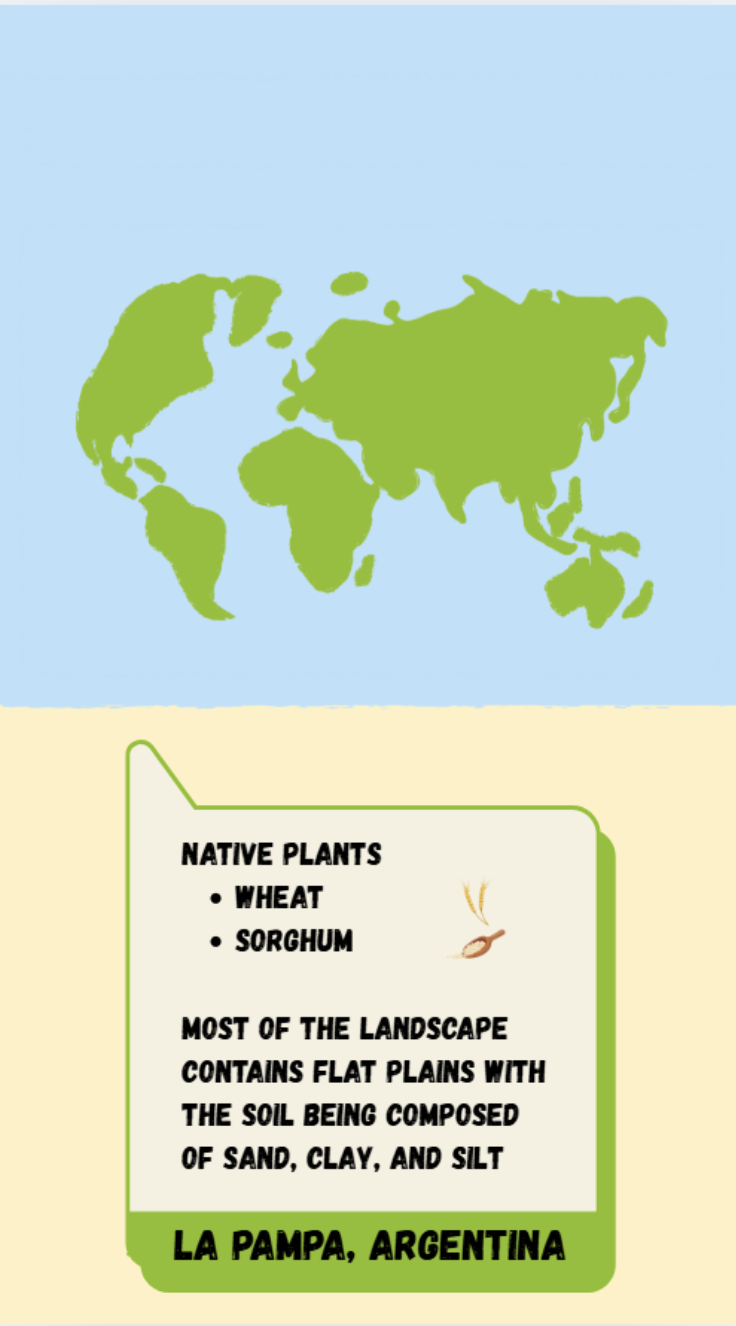 NATIVE PLANTS
• WHEAT
• SORGHUM
MOST OF THE LANDSCAPE
CONTAINS FLAT PLAINS WITH
THE SOIL BEING COMPOSED
OF SAND, CLAY, AND SILT
LA PAMPA, ARGENTINA